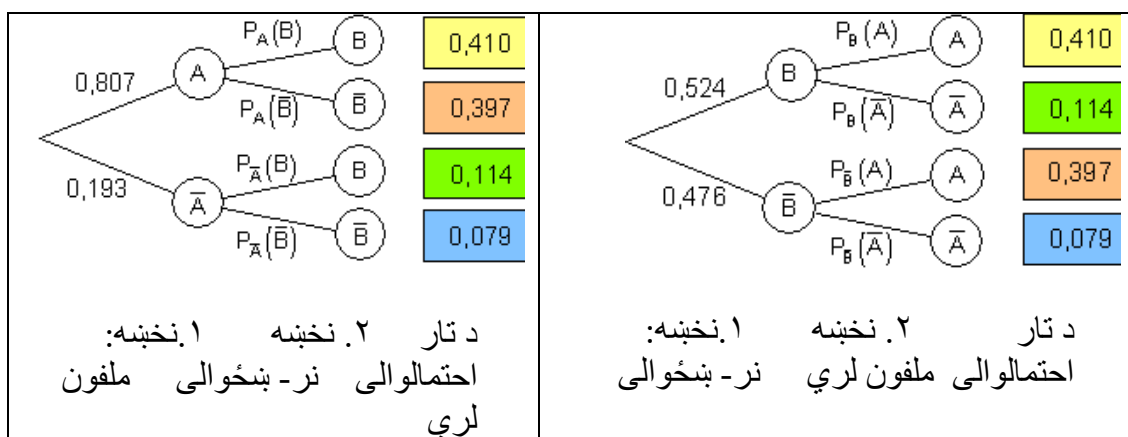 P_A(B) B 0,410
0,807 A
P_A(B̅) B̅ 0,397
P_A̅(B) B 0,114
0,193 A̅
P_A̅(B̅) B̅ 0,079
د تار ۲. نخښه ۱.نخښه:
احتمالوالی نر- ښځوالی ملفون
لري
P_B(A) A 0,410
0,524 B
P_B(A̅) A̅ 0,114
P_B̅(A) A 0,397
0,476 B̅
P_B̅(A̅) A̅ 0,079
د تار ۲. نخښه ۱.نخښه:
احتمالوالی ملفون لري نر- ښځوالی